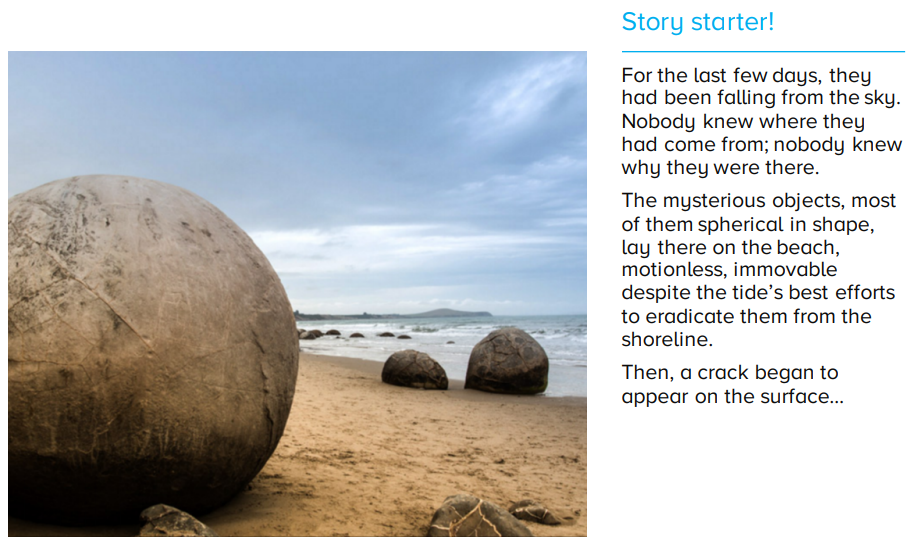 Story starter!
For the last few days, they
had been falling from the sky.
Nobody knew where they
had come from; nobody knew
why they were there.
The mysterious objects, most
of them spherical in shape,
lay there on the beach,
motionless, immovable
despite the tide’s best efforts
to eradicate them from the
shoreline.
Then, a crack began to
appear on the surface...